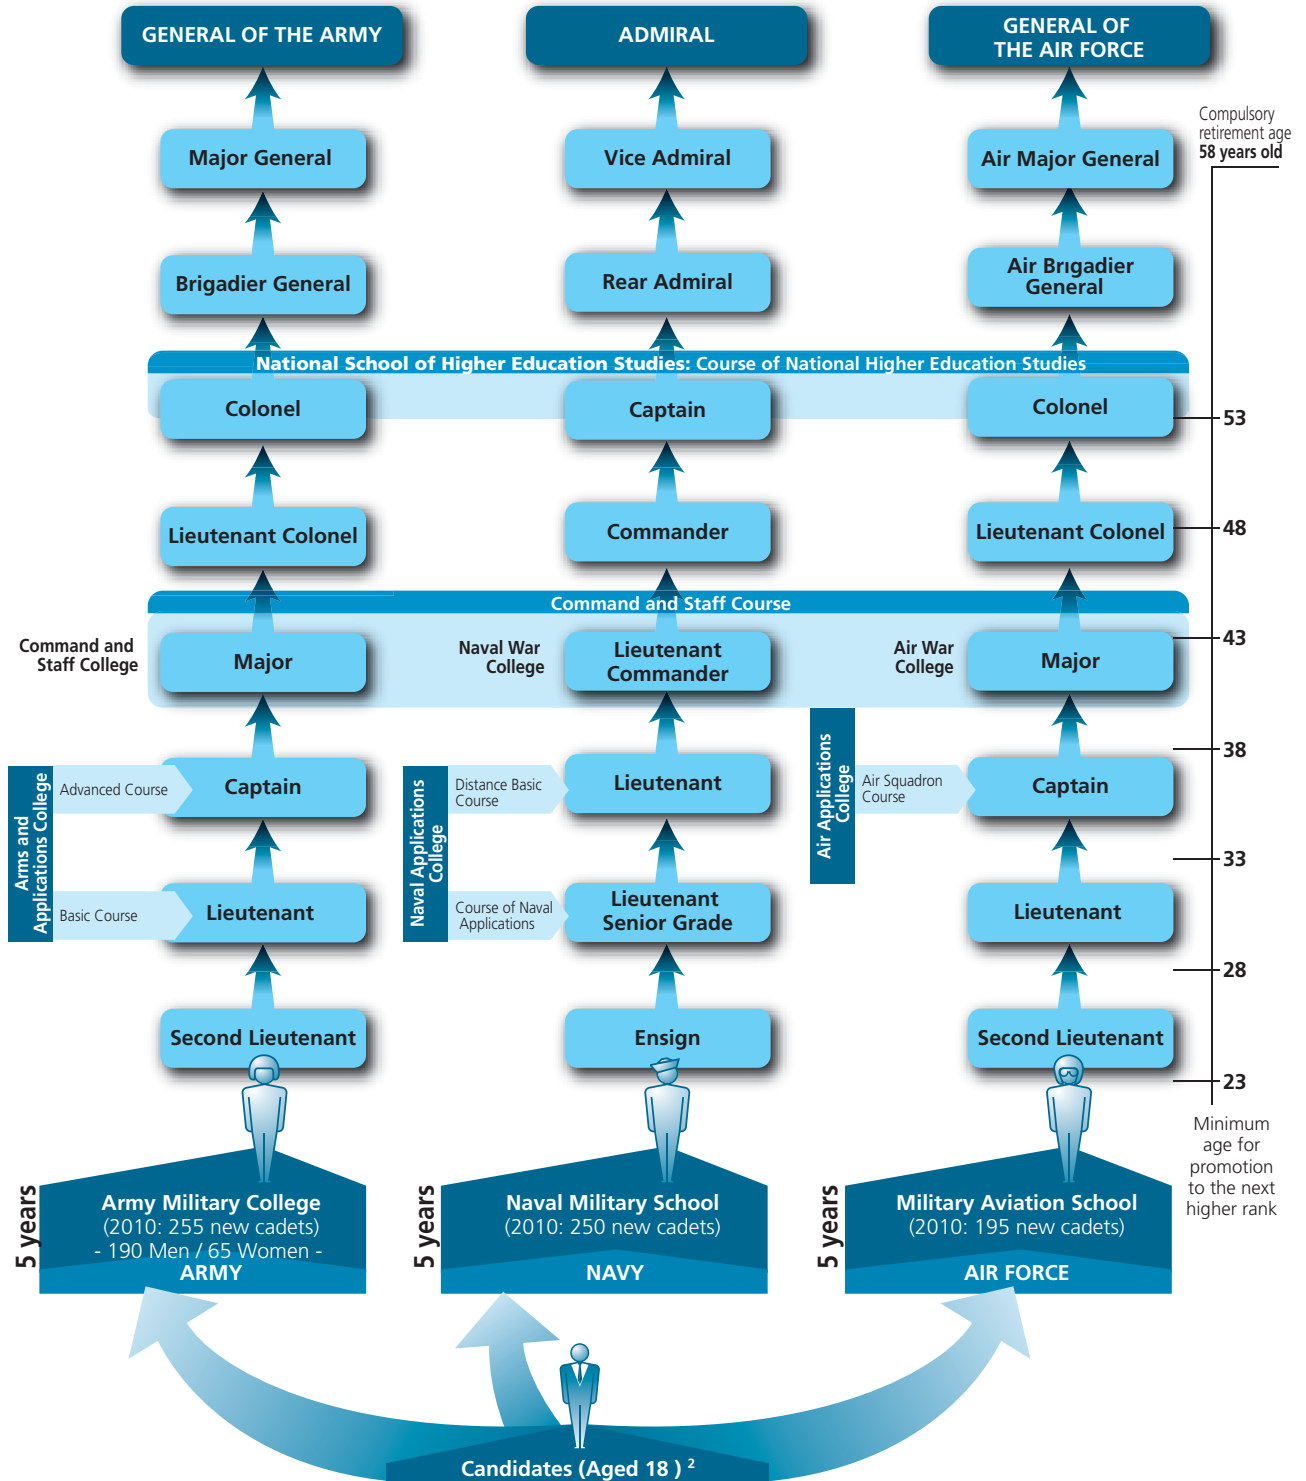 GENERAL OF THE ARMY
ADMIRAL
GENERAL OF
THE AIR FORCE
Compulsory
retirement age
58 years old
Major General
Vice Admiral
Air Major General
Brigadier General
Rear Admiral
Air Brigadier
General
National School of Higher Education Studies: Course of National Higher Education Studies
Colonel
Captain
Colonel
53
Lieutenant Colonel
Commander
Lieutenant Colonel
48
Command and Staff Course
Command and
Staff College
Major
Naval War
College
Lieutenant
Commander
Air War
College
Major
43
38
Arms and
Applications College
Advanced Course
Captain
Naval Applications
College
Distance Basic
Course
Lieutenant
Air Applications
College
Air Squadron
Course
Captain
33
Basic Course
Lieutenant
Course of Naval
Applications
Lieutenant
Senior Grade
Lieutenant
28
Second Lieutenant
Ensign
Second Lieutenant
23
Minimum
age for
promotion
to the next
higher rank
5 years
Army Military College
(2010: 255 new cadets)
- 190 Men / 65 Women -
ARMY
5 years
Naval Military School
(2010: 250 new cadets)
NAVY
5 years
Military Aviation School
(2010: 195 new cadets)
AIR FORCE
Candidates (Aged 18 ) 2